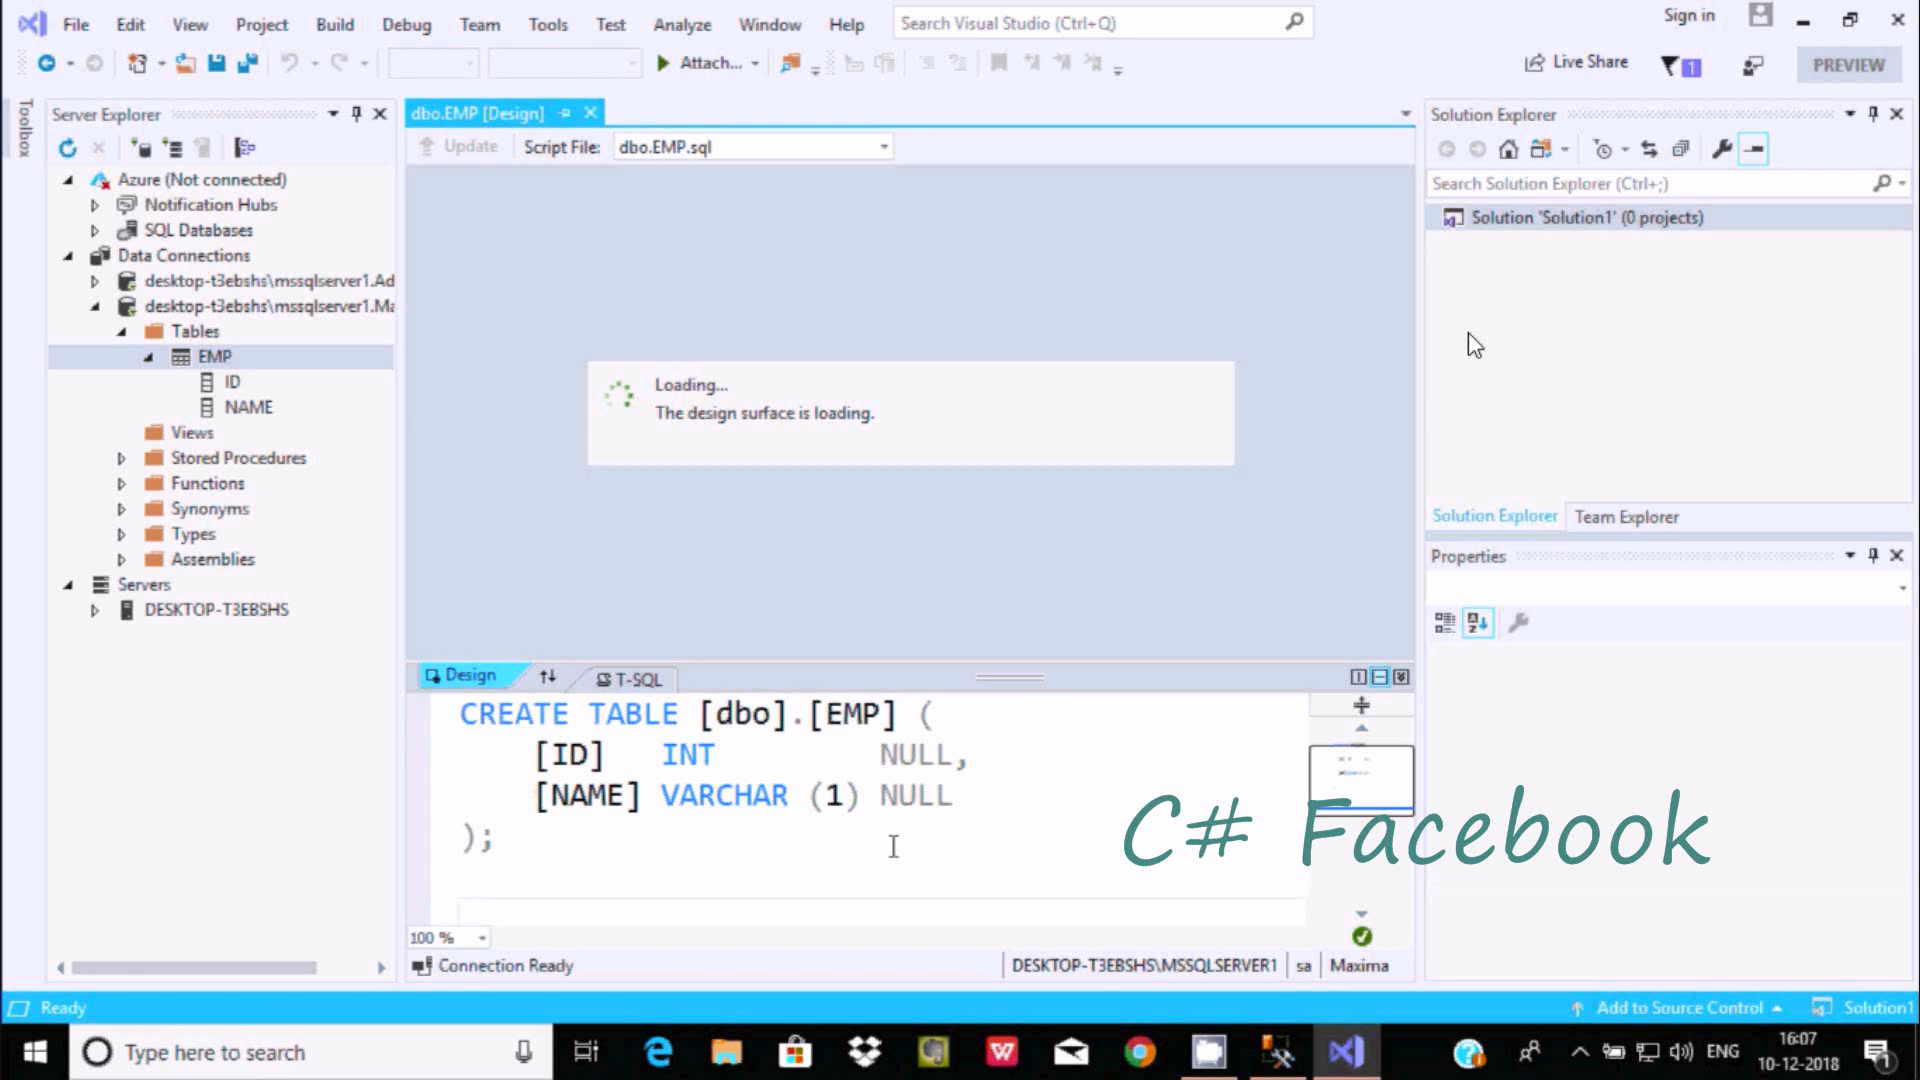 File Edit View Project Build Debug Team Tools Test Analyze Window Help Search Visual Studio (Ctrl+Q) Sign in
Attach... Live Share 1 PREVIEW
Toolbox
Server Explorer
Azure (Not connected)
Notification Hubs
SQL Databases
Data Connections
desktop-t3ebshs\mssqlserver1.Ad
desktop-t3ebshs\mssqlserver1.Ma
Tables
EMP
ID
NAME
Views
Stored Procedures
Functions
Synonyms
Types
Assemblies
Servers
DESKTOP-T3EBSHS
dbo.EMP [Design]
Update Script File: dbo.EMP.sql
Loading...
The design surface is loading.
Design T-SQL
CREATE TABLE [dbo].[EMP] (
[ID] INT NULL,
[NAME] VARCHAR (1) NULL
);
100 %
Connection Ready DESKTOP-T3EBSHS\MSSQLSERVER1 sa Maxima
Solution Explorer
Search Solution Explorer (Ctrl+;)
Solution 'Solution1' (0 projects)
Solution Explorer Team Explorer
Properties
C# Facebook
Ready Add to Source Control Solution1
Type here to search ENG 16:07
10-12-2018 1